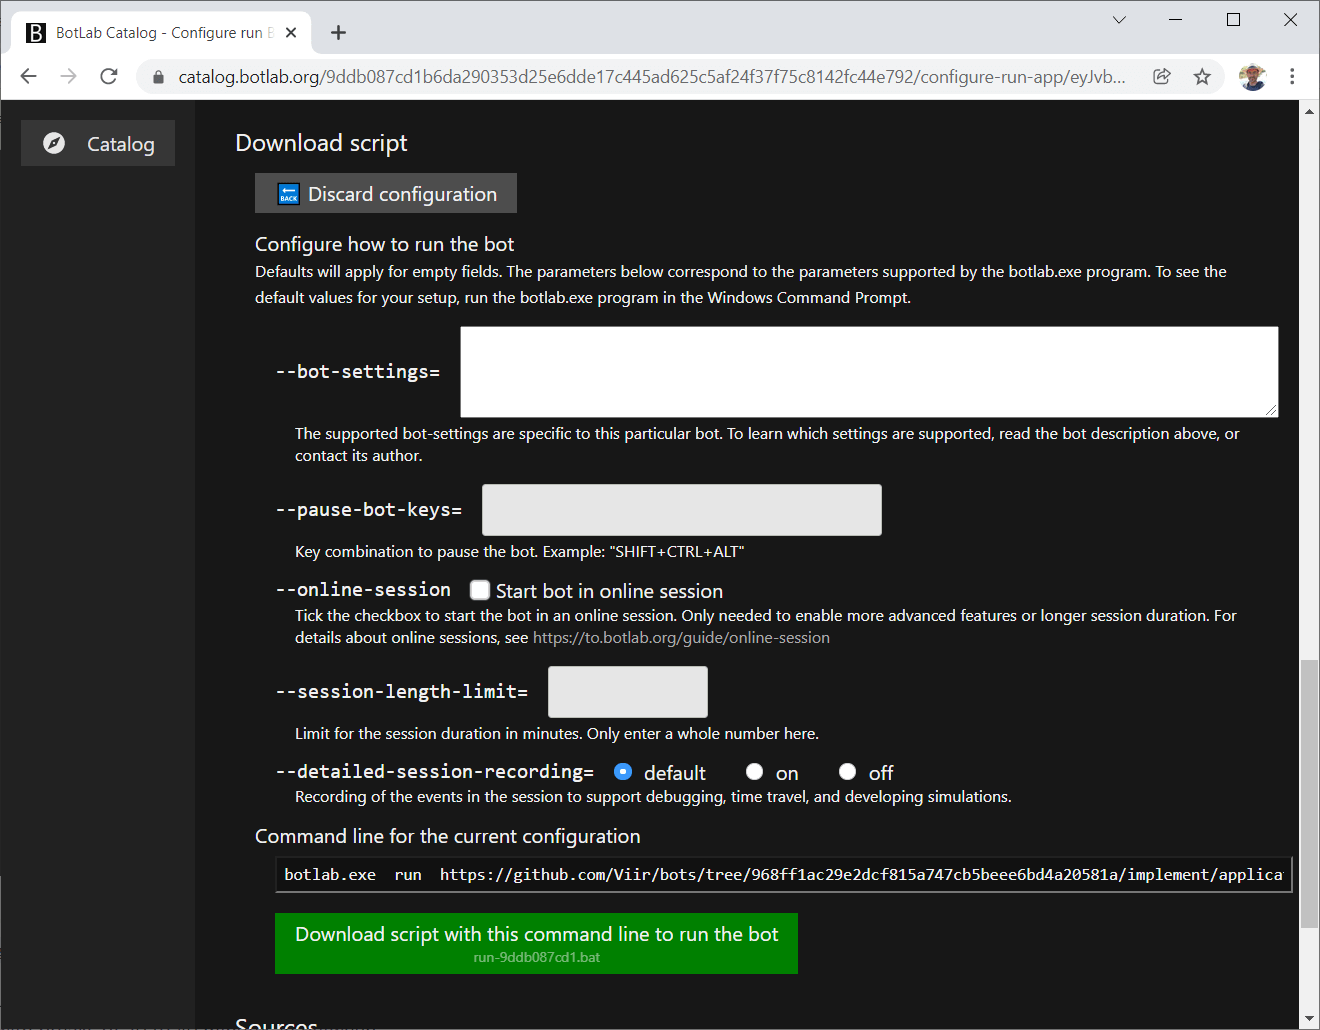 BotLab Catalog - Configure run B
catalog.botlab.org/9ddb087cd1b6da290353d25e6dde17c445ad625c5af24f37f75c8142fc44e792/configure-run-app/eyJvb...
Catalog
Download script
BACK Discard configuration
Configure how to run the bot
Defaults will apply for empty fields. The parameters below correspond to the parameters supported by the botlab.exe program. To see the
default values for your setup, run the botlab.exe program in the Windows Command Prompt.
--bot-settings=
The supported bot-settings are specific to this particular bot. To learn which settings are supported, read the bot description above, or
contact its author.
--pause-bot-keys=
Key combination to pause the bot. Example: "SHIFT+CTRL+ALT"
--online-session Start bot in online session
Tick the checkbox to start the bot in an online session. Only needed to enable more advanced features or longer session duration. For
details about online sessions, see https://to.botlab.org/guide/online-session
--session-length-limit=
Limit for the session duration in minutes. Only enter a whole number here.
--detailed-session-recording= default on off
Recording of the events in the session to support debugging, time travel, and developing simulations.
Command line for the current configuration
botlab.exe run https://github.com/Viir/bots/tree/968ff1ac29e2dcf815a747cb5beee6bd4a20581a/implement/applica
Download script with this command line to run the bot
run-9ddb087cd1.bat
Sources